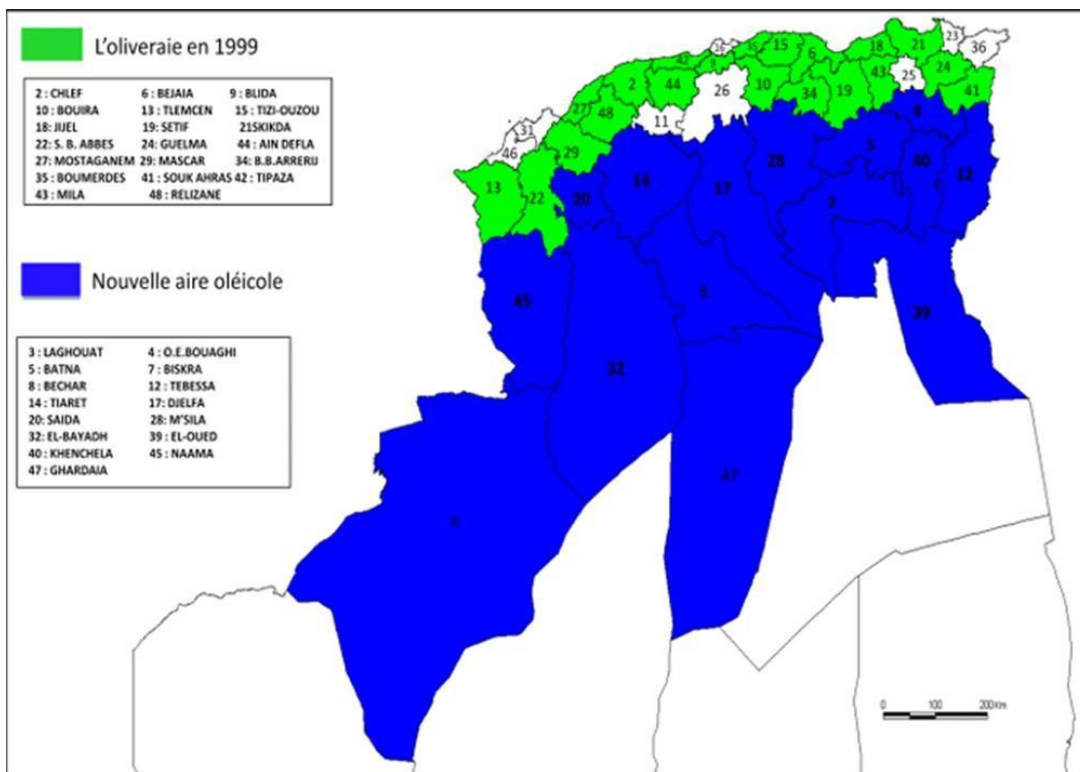 L'oliveraie en 1999
2 : CHLEF 6 : BEJAIA 9 : BLIDA
10 : BOUIRA 13 : TLEMCEN 15 : TIZI-OUZOU
18: JIJEL 19: SETIF 21SKIKDA
22: S. B. ABBES 24: GUELMA 44 : AIN DEFLA
27: MOSTAGANEM 29: MASCAR 34: B.B.ARRERIJ
35: BOUMERDES 41: SOUK AHRAS 42 : TIPAZA
43 : MILA 48 : RELIZANE
Nouvelle aire oléicole
3 : LAGHOUAT 4 : O.E.BOUAGHI
5 : BATNA 7 : BISKRA
8 : BECHAR 12 : TEBESSA
14 : TIARET 17: DJELFA
20: SAIDA 28: M'SILA
32: EL-BAYADH 39: EL-OUED
40 : KHENCHELA 45 : NAAMA
47 : GHARDAIA
23
36
16
35
15
5
6
18
21
42
9
2
44
26
10
34
19
43
25
24
41
27
48
11
31
46
29
13
22
20
14
17
28
5
4
40
12
7
45
3
32
39
47
8
0 100 200Km